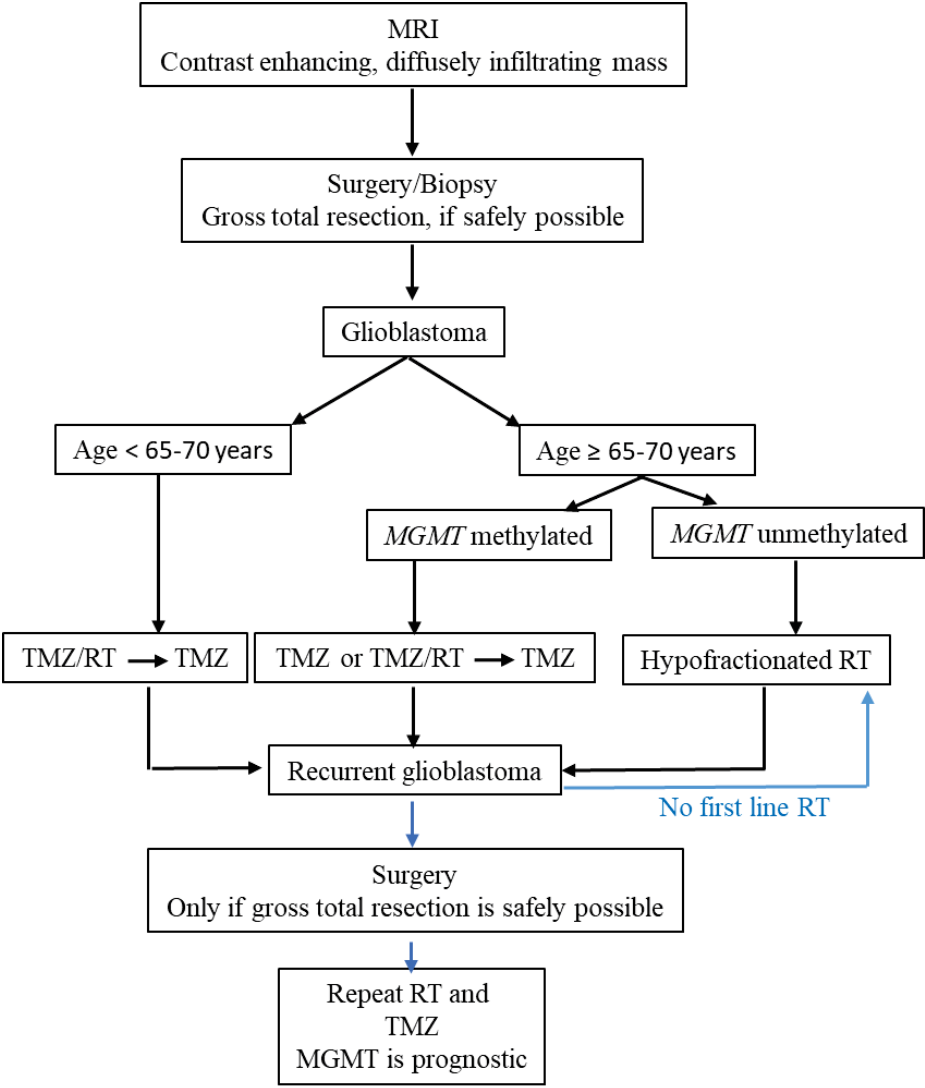 MRI
Contrast enhancing, diffusely infiltrating mass
Surgery/Biopsy
Gross total resection, if safely possible
Glioblastoma
Age < 65-70 years
Age ≥ 65-70 years
MGMT methylated
MGMT unmethylated
TMZ/RT → TMZ
TMZ or TMZ/RT → TMZ
Hypofractionated RT
Recurrent glioblastoma
No first line RT
Surgery
Only if gross total resection is safely possible
Repeat RT and
TMZ
MGMT is prognostic